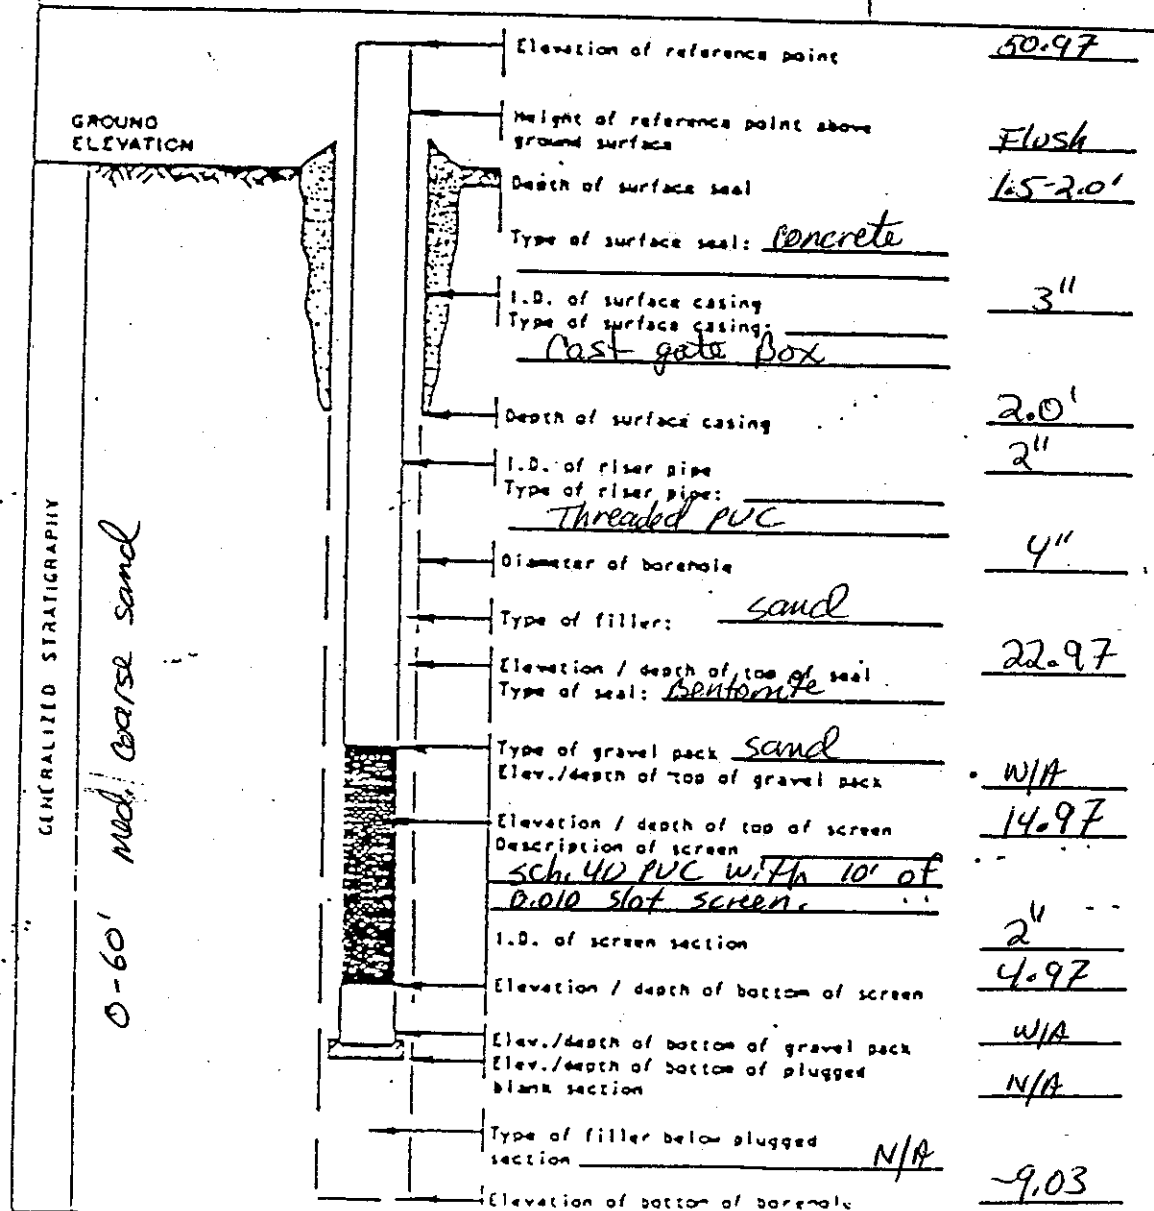 Elevation of reference point 50.97
GROUND
ELEVATION
Height of reference point above
ground surface Flush
Depth of surface seal 1.5-2.0'
Type of surface seal: concrete
I.D. of surface casing 3"
Type of surface casing:
Cast gate Box
Depth of surface casing 2.0'
I.D. of riser pipe 2"
Type of riser pipe:
Threaded PVC
Diameter of borehole 4"
Type of filler: sand
Elevation / depth of top of seal 22.97
Type of seal: Bentonite
Type of gravel pack sand
Elev./depth of top of gravel pack N/A
Elevation / depth of top of screen 14.97
Description of screen
Sch. 40 PVC with 10' of
0.010 slot screen.
I.D. of screen section 2"
Elevation / depth of bottom of screen 4.97
Elev./depth of bottom of gravel pack N/A
Elev./depth of bottom of plugged
blank section N/A
Type of filler below plugged
section N/A
Elevation of bottom of borehole -9.03
GENERALIZED STRATIGRAPHY
0-60' med. coarse sand